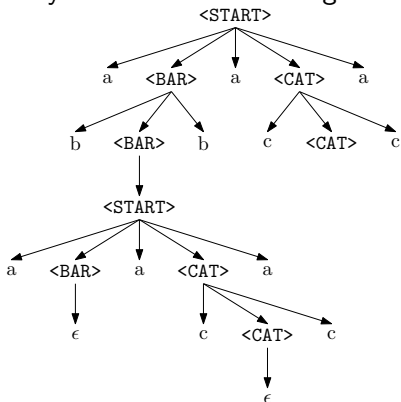 <START>
a <BAR> a <CAT> a
b <BAR> b c <CAT> c
<START>
a <BAR> a <CAT> a
ϵ c <CAT> c
ϵ